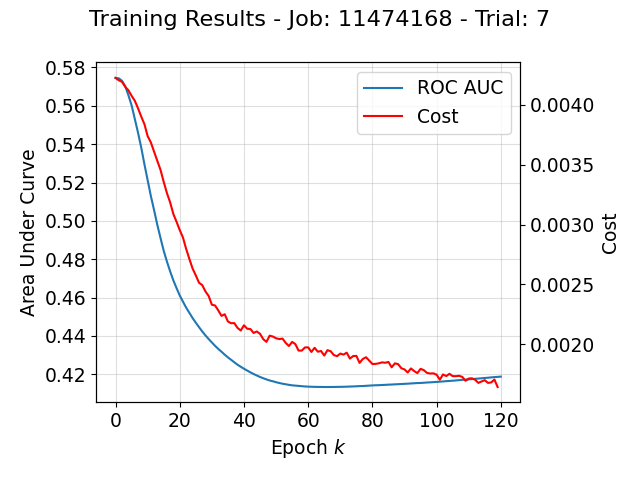 Training Results - Job: 11474168 - Trial: 7
ROC AUC
Cost
Area Under Curve
0.58
0.56
0.54
0.52
0.50
0.48
0.46
0.44
0.42
0.0040
0.0035
0.0030
0.0025
0.0020
Cost
0 20 40 60 80 100 120
Epoch k